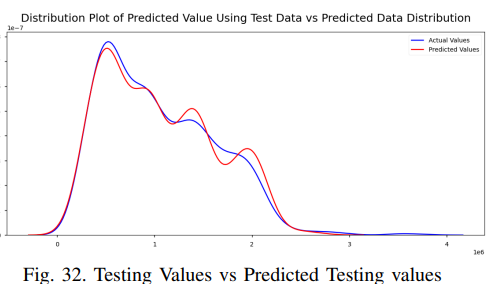 Distribution Plot of Predicted Value Using Test Data vs Predicted Data Distribution
1e−7
Actual Values
Predicted Values
0 1 2 3 4
1e6
Fig. 32. Testing Values vs Predicted Testing values